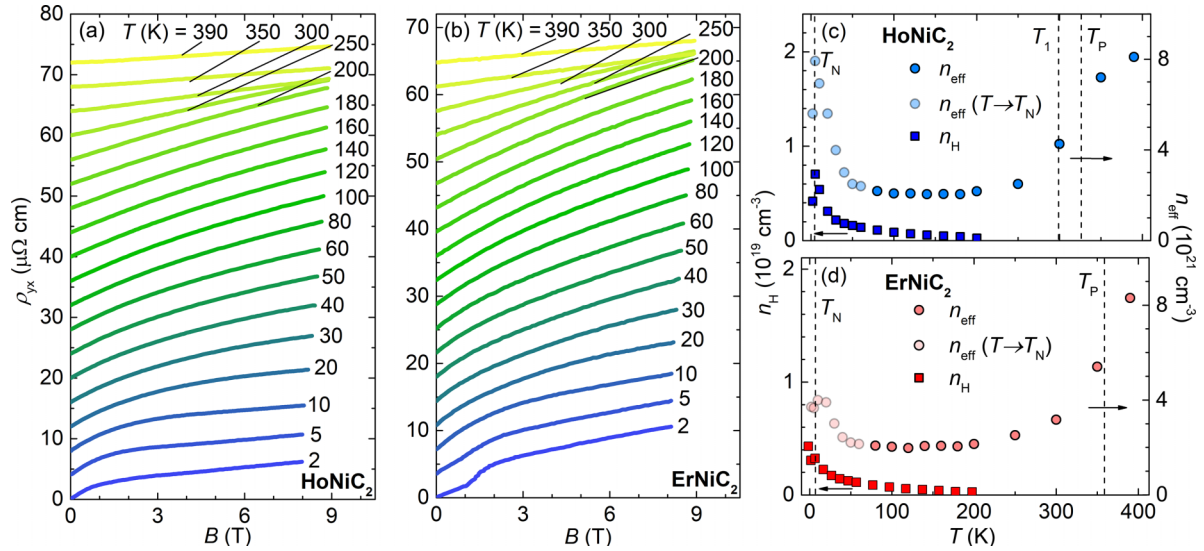 (a) T (K) = 390 350 300 250
200
180
160
140
120
100
80
60
50
40
30
20
10
5
2
HoNiC2
80
70
60
50
40
30
20
10
0
ρyx (μΩ cm)
0 3 6 9
B (T)
(b) T (K) = 390 350 300 250
200
180
160
140
120
100
80
60
50
40
30
20
10
5
2
ErNiC2
70
60
50
40
30
20
10
0
0 3 6 9
B (T)
(c) HoNiC2
TN
T1 TP
neff
neff (T→TN)
nH
2
1
0
8
4
0
(d) ErNiC2
TN
TP
neff
neff (T→TN)
nH
2
1
0
8
4
0
nH (10^19 cm^-3)
neff (10^21 cm^-3)
0 100 200 300 400
T (K)